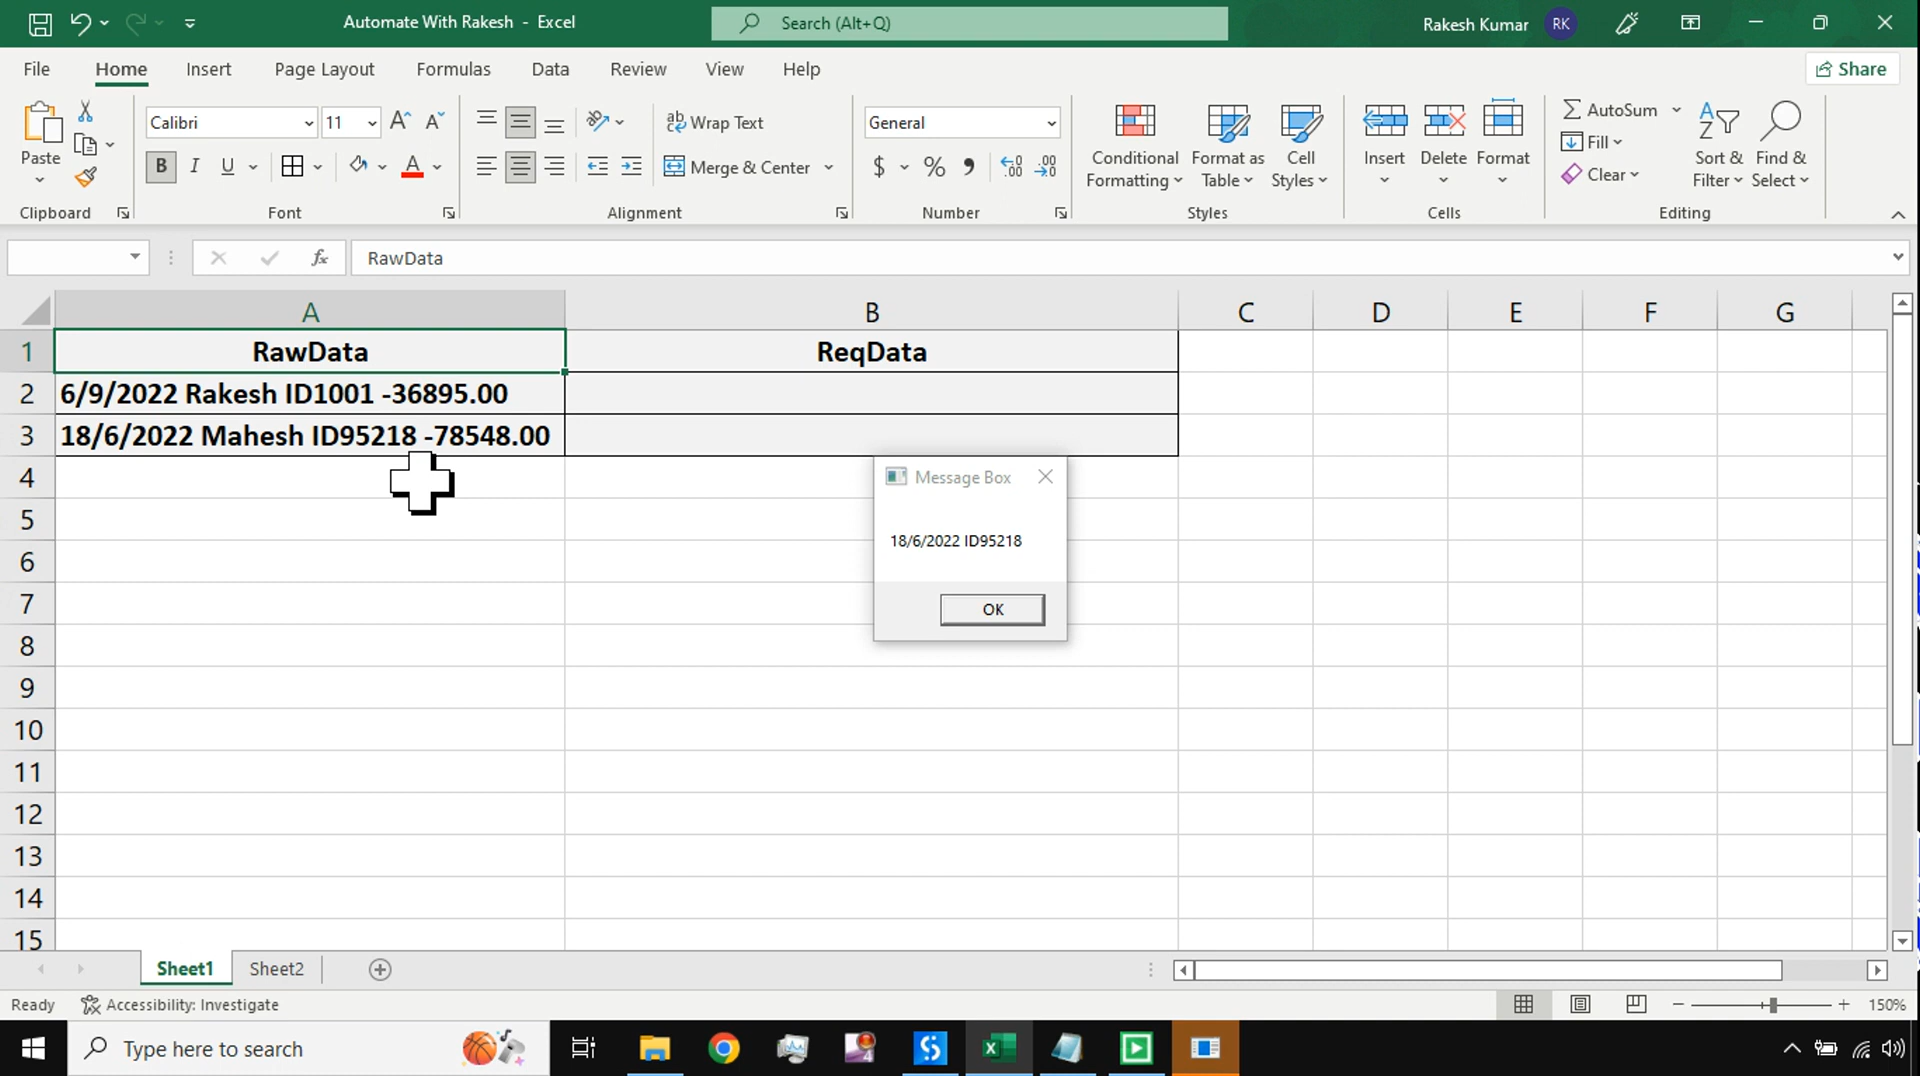 Automate With Rakesh - Excel
Search (Alt+Q)
Rakesh Kumar RK
File Home Insert Page Layout Formulas Data Review View Help
Share
Paste
Calibri 11
B I U
Wrap Text
Merge & Center
General
$ %
Conditional Formatting
Format as Table
Cell Styles
Insert Delete Format
AutoSum
Fill
Clear
Sort & Filter
Find & Select
Clipboard Font Alignment Number Styles Cells Editing
fx RawData
A B C D E F G
1 RawData ReqData
2 6/9/2022 Rakesh ID1001 -36895.00
3 18/6/2022 Mahesh ID95218 -78548.00
4
5
6
7
8
9
10
11
12
13
14
15
Message Box
18/6/2022 ID95218
OK
Sheet1 Sheet2
Ready Accessibility: Investigate
150%
Type here to search